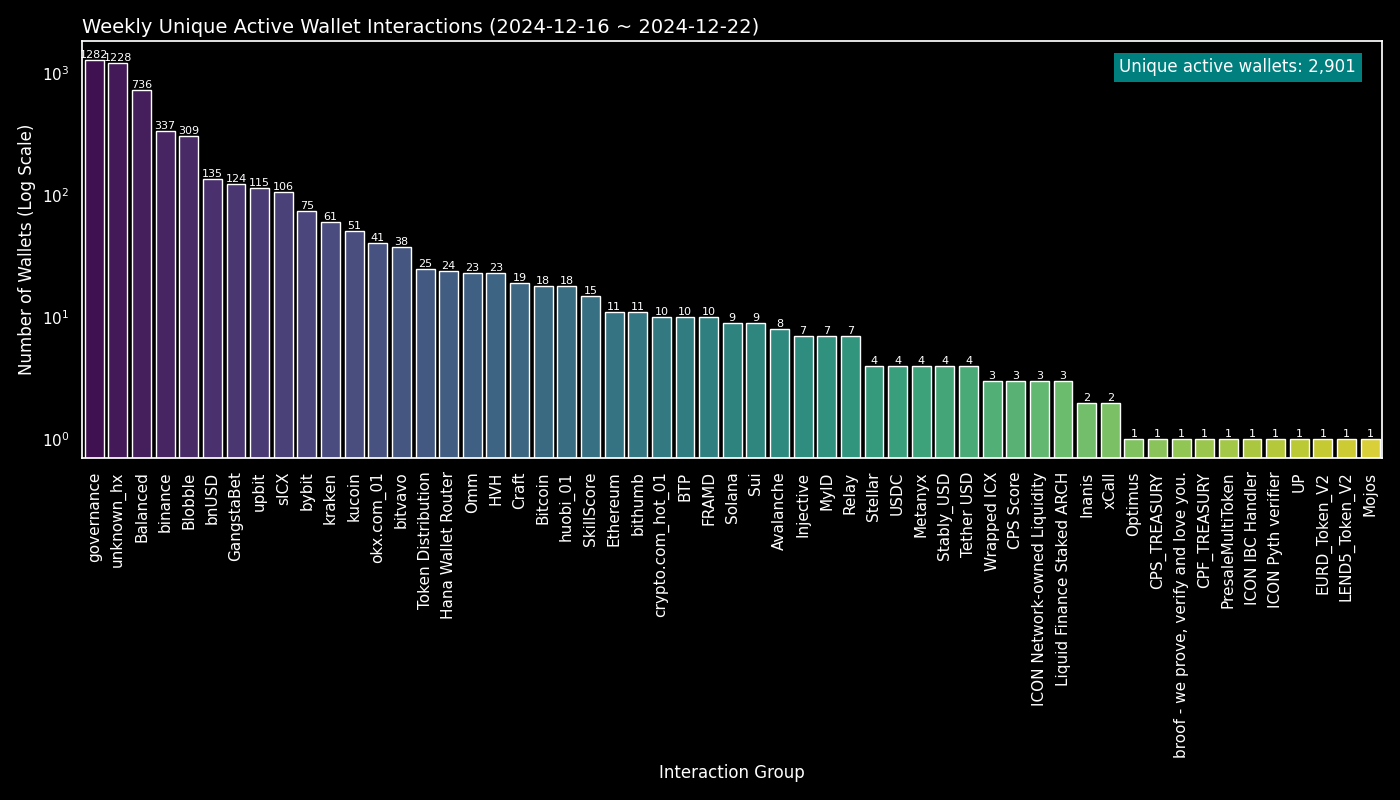 Weekly Unique Active Wallet Interactions (2024-12-16 ~ 2024-12-22)
Unique active wallets: 2,901
Number of Wallets (Log Scale)
10³
10²
10¹
10⁰
1282
1228
736
337
309
135
124
115
106
75
61
51
41
38
25
24
23
23
19
18
18
15
11
11
10
10
10
9
9
8
7
7
7
4
4
4
4
4
3
3
3
3
2
2
1
1
1
1
1
1
1
1
1
1
1
governance
unknown_hx
Balanced
binance
Blobble
bnUSD
GangstaBet
upbit
sICX
bybit
kraken
kucoin
okx.com_01
bitvavo
Token Distribution
Hana Wallet Router
Omm
HVH
Craft
Bitcoin
huobi_01
SkillScore
Ethereum
bithumb
crypto.com_hot_01
BTP
FRAMD
Solana
Sui
Avalanche
Injective
MyID
Relay
Stellar
USDC
Metanyx
Stably_USD
Tether USD
Wrapped ICX
CPS Score
ICON Network-owned Liquidity
Liquid Finance Staked ARCH
Inanis
xCall
Optimus
CPS_TREASURY
broof - we prove, verify and love you.
CPF_TREASURY
PresaleMultiToken
ICON IBC Handler
ICON Pyth verifier
UP
EURD_Token_V2
LEND5_Token_V2
Mojos
Interaction Group